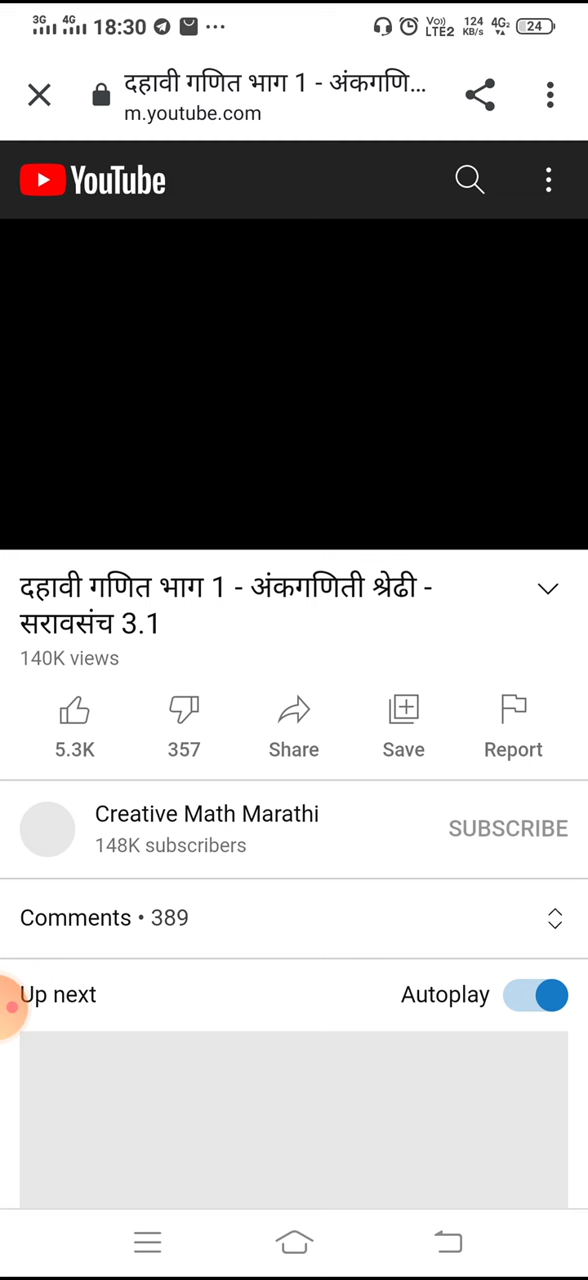 3G 4G 18:30 ... Vo)) LTE2 124 KB/s 4G2 24
दहावी गणित भाग 1 - अंकगणि...
m.youtube.com
YouTube
दहावी गणित भाग 1 - अंकगणिती श्रेढी -
सरावसंच 3.1
140K views
5.3K 357 Share Save Report
Creative Math Marathi
148K subscribers
SUBSCRIBE
Comments • 389
Up next Autoplay